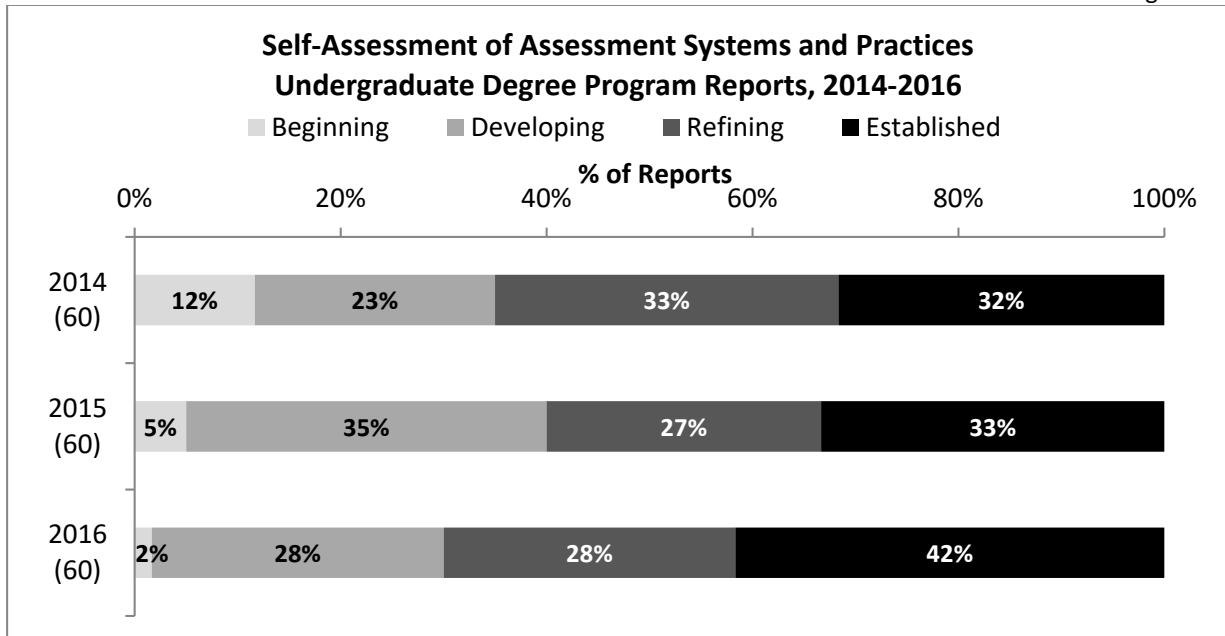 Self-Assessment of Assessment Systems and Practices
Undergraduate Degree Program Reports, 2014-2016
Beginning Developing Refining Established
% of Reports
0% 20% 40% 60% 80% 100%
2014
(60)
12% 23% 33% 32%
2015
(60)
5% 35% 27% 33%
2016
(60)
2% 28% 28% 42%